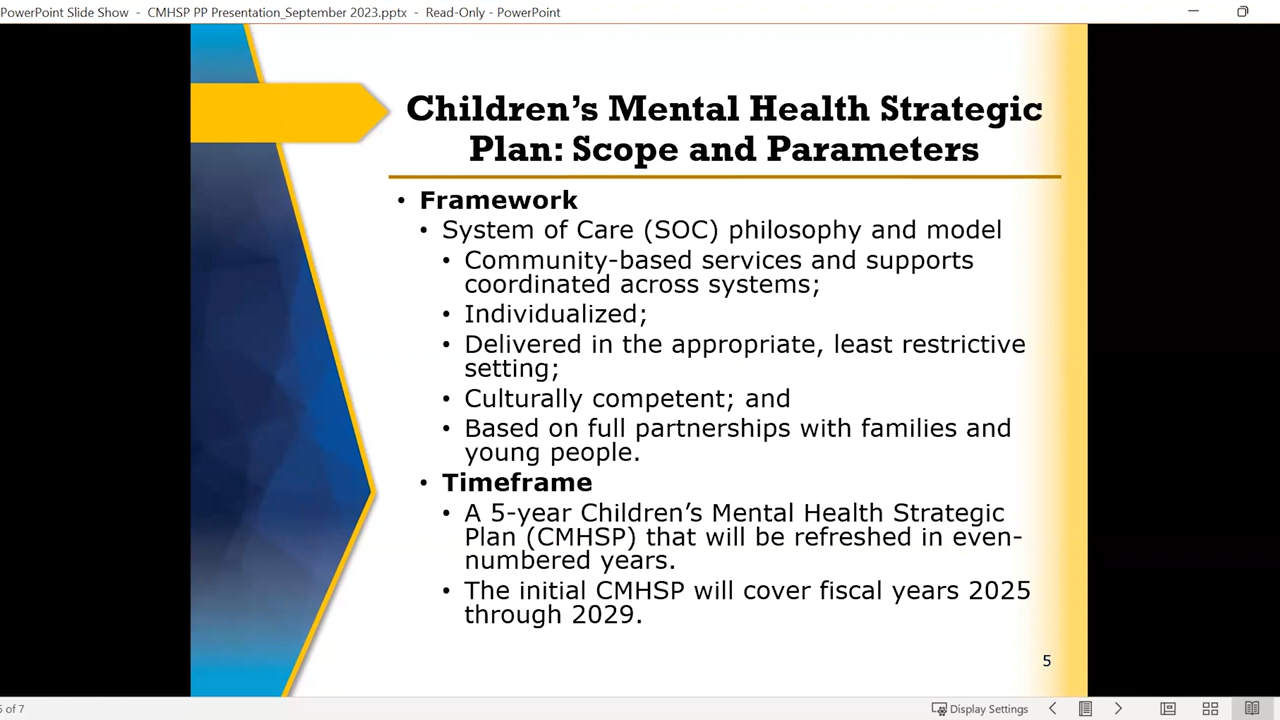 PowerPoint Slide Show - CMHSP PP Presentation_September 2023.pptx - Read-Only - PowerPoint
Children’s Mental Health Strategic
Plan: Scope and Parameters
• Framework
• System of Care (SOC) philosophy and model
• Community-based services and supports
coordinated across systems;
• Individualized;
• Delivered in the appropriate, least restrictive
setting;
• Culturally competent; and
• Based on full partnerships with families and
young people.
• Timeframe
• A 5-year Children’s Mental Health Strategic
Plan (CMHSP) that will be refreshed in even-
numbered years.
• The initial CMHSP will cover fiscal years 2025
through 2029.
5
of 7
Display Settings